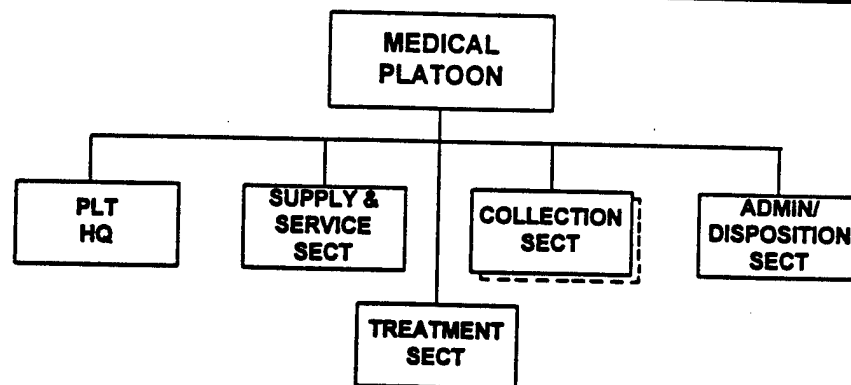 MEDICAL
PLATOON
PLT
HQ
SUPPLY &
SERVICE
SECT
COLLECTION
SECT
ADMIN/
DISPOSITION
SECT
TREATMENT
SECT